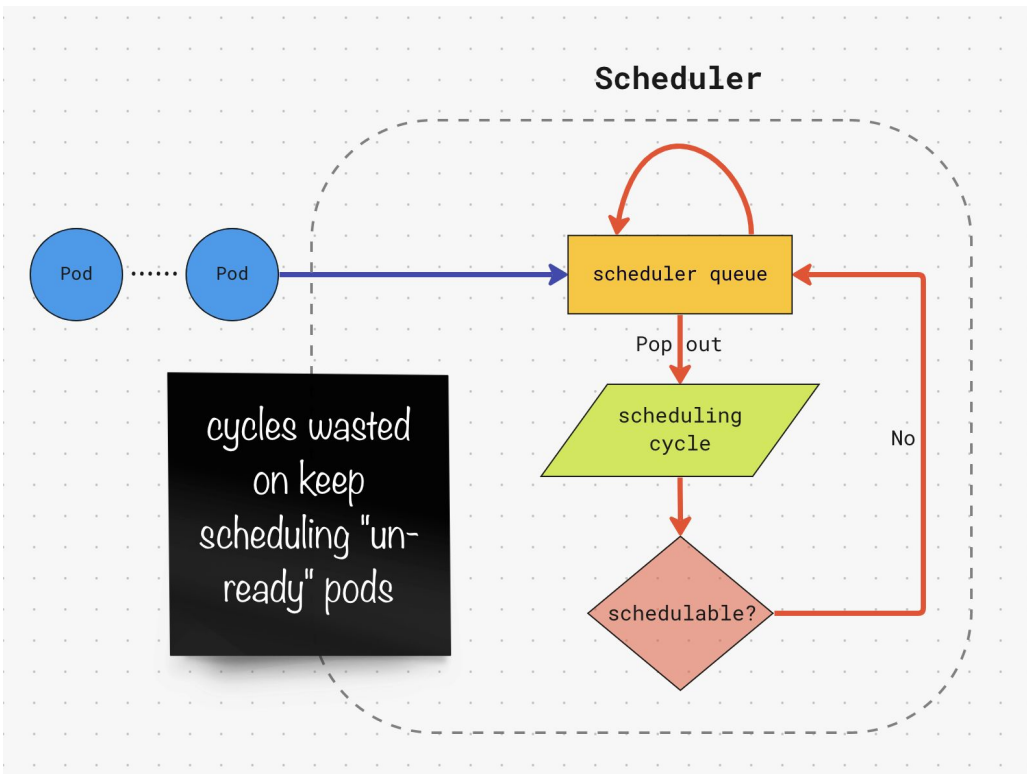 Scheduler
Pod
Pod
scheduler queue
Pop out
scheduling
cycle
No
schedulable?
cycles wasted
on keep
scheduling "un-
ready" pods